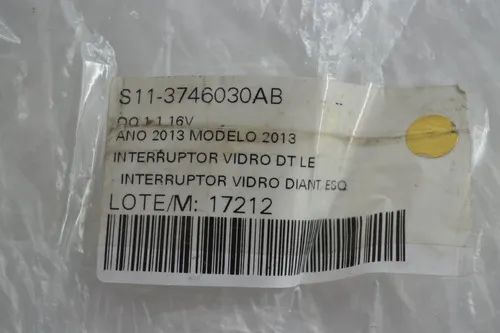 S11-3746030AB
QQ 1.1 16V
ANO 2013 MODELO 2013
INTERRUPTOR VIDRO DT LE
INTERRUPTOR VIDRO DIANT.ESQ
LOTE/M: 17212